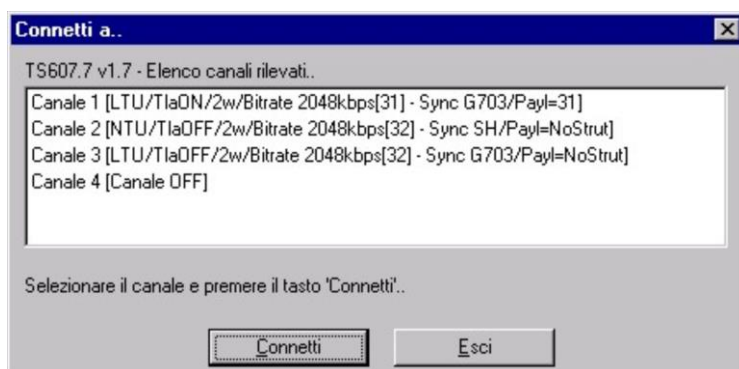 Connetti a..
TS607.7 v1.7 - Elenco canali rilevati..
Canale 1 [LTU/TlaON/2w/Bitrate 2048kbps[31] - Sync G703/Payl=31]
Canale 2 [NTU/TlaOFF/2w/Bitrate 2048kbps[32] - Sync SH/Payl=NoStrut]
Canale 3 [LTU/TlaOFF/2w/Bitrate 2048kbps[32] - Sync G703/Payl=NoStrut]
Canale 4 [Canale OFF]
Selezionare il canale e premere il tasto 'Connetti'..
Connetti Esci